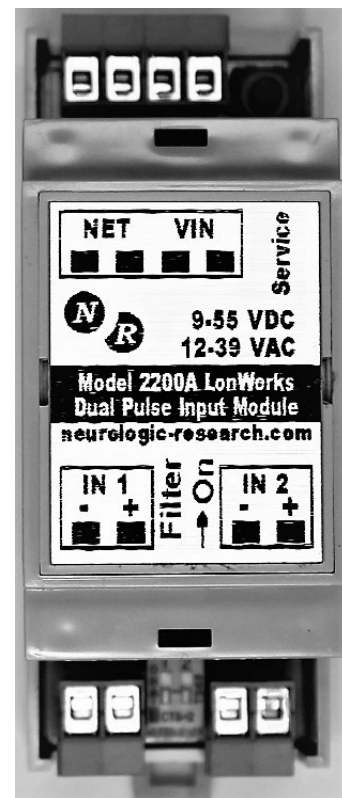 NET VIN
Service
N
R
9-55 VDC
12-39 VAC
Model 2200A LonWorks
Dual Pulse Input Module
neurologic-research.com
IN 1
- +
Filter
On
IN 2
- +